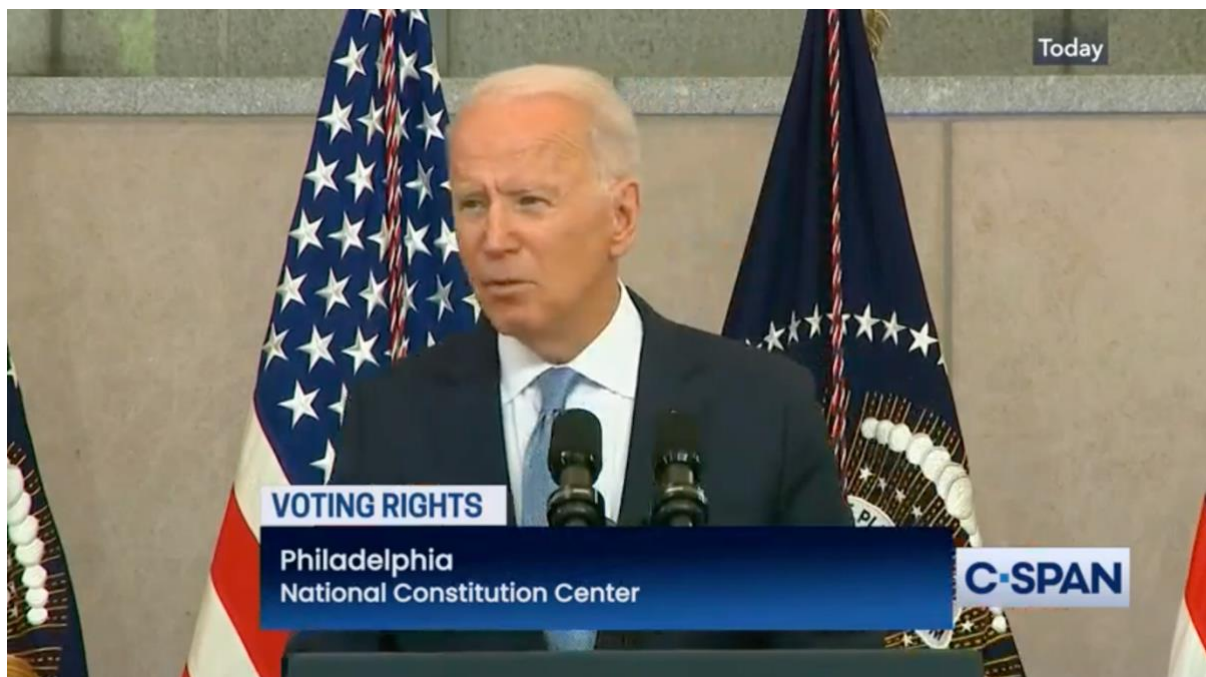 Today
VOTING RIGHTS
Philadelphia
National Constitution Center
C-SPAN